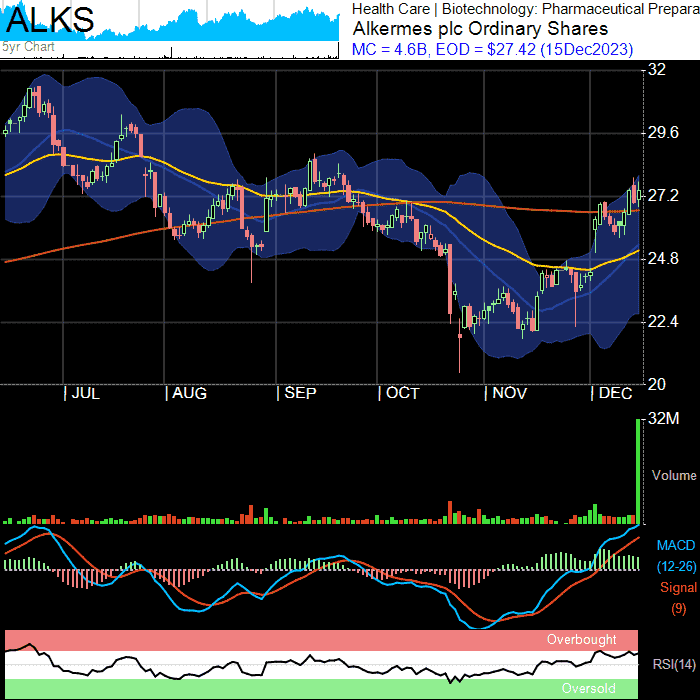 ALKS
5yr Chart
Health Care | Biotechnology: Pharmaceutical Prepara
Alkermes plc Ordinary Shares
MC = 4.6B, EOD = $27.42 (15Dec2023)
32
29.6
27.2
24.8
22.4
20
| JUL | AUG | SEP | OCT | NOV | DEC
32M
Volume
MACD
(12-26)
Signal
(9)
Overbought
RSI(14)
Oversold